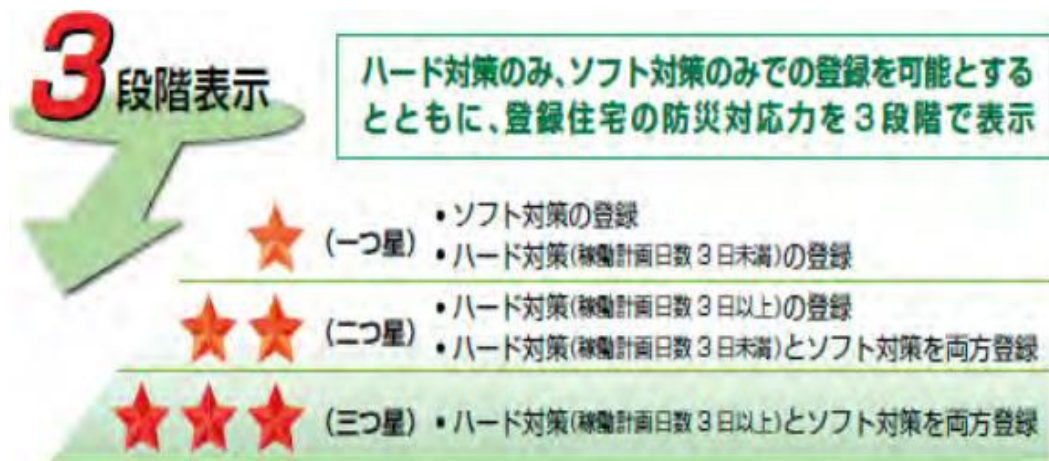 3段階表示
ハード対策のみ、ソフト対策のみでの登録を可能とする
とともに、登録住宅の防災対応力を3段階で表示
(一つ星)
• ソフト対策の登録
• ハード対策(稼働計画日数3日未満)の登録
(二つ星)
• ハード対策(稼働計画日数3日以上)の登録
• ハード対策(稼働計画日数3日未満)とソフト対策を両方登録
(三つ星) • ハード対策(稼働計画日数3日以上)とソフト対策を両方登録